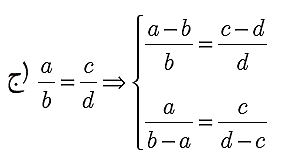 ج) a/b = c/d ⇒ { (a − b)/b = (c − d)/d
a/(b − a) = c/(d − c)